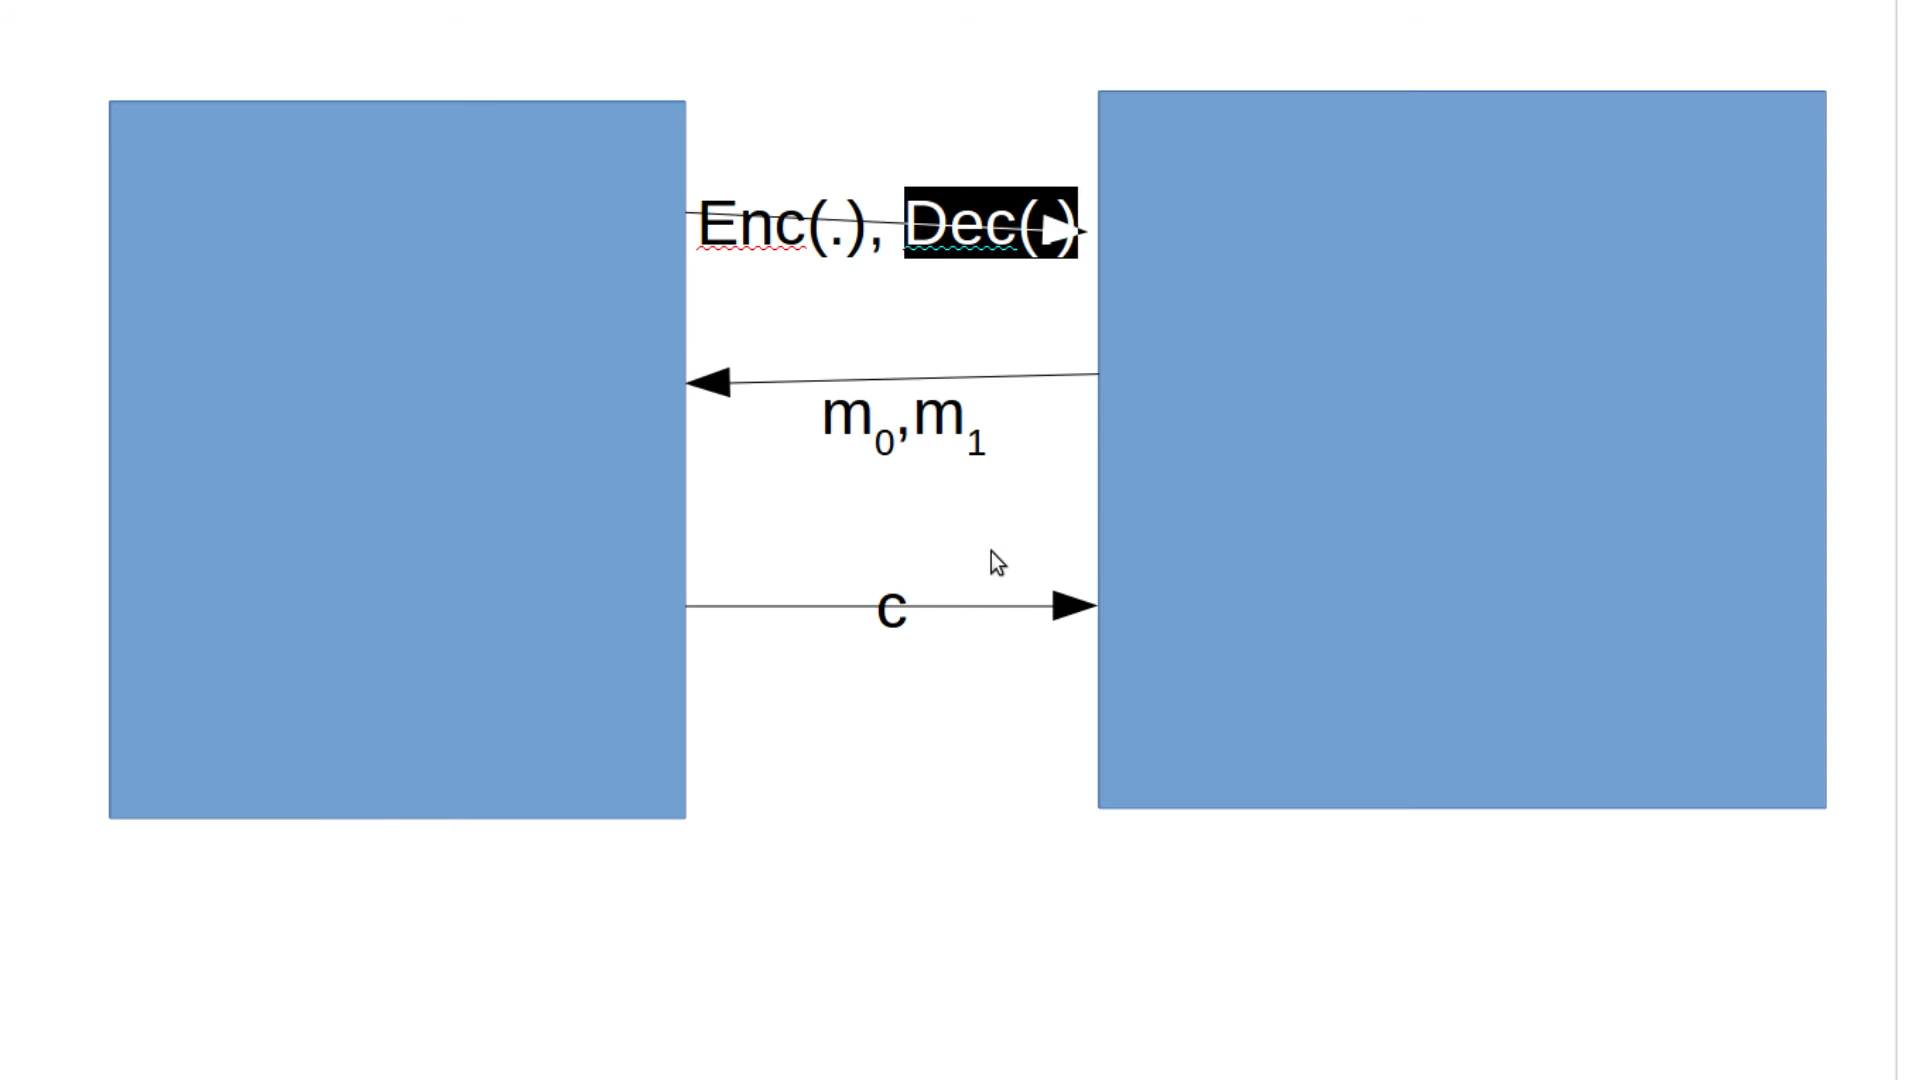 Enc(.), Dec(.)
m₀,m₁
c